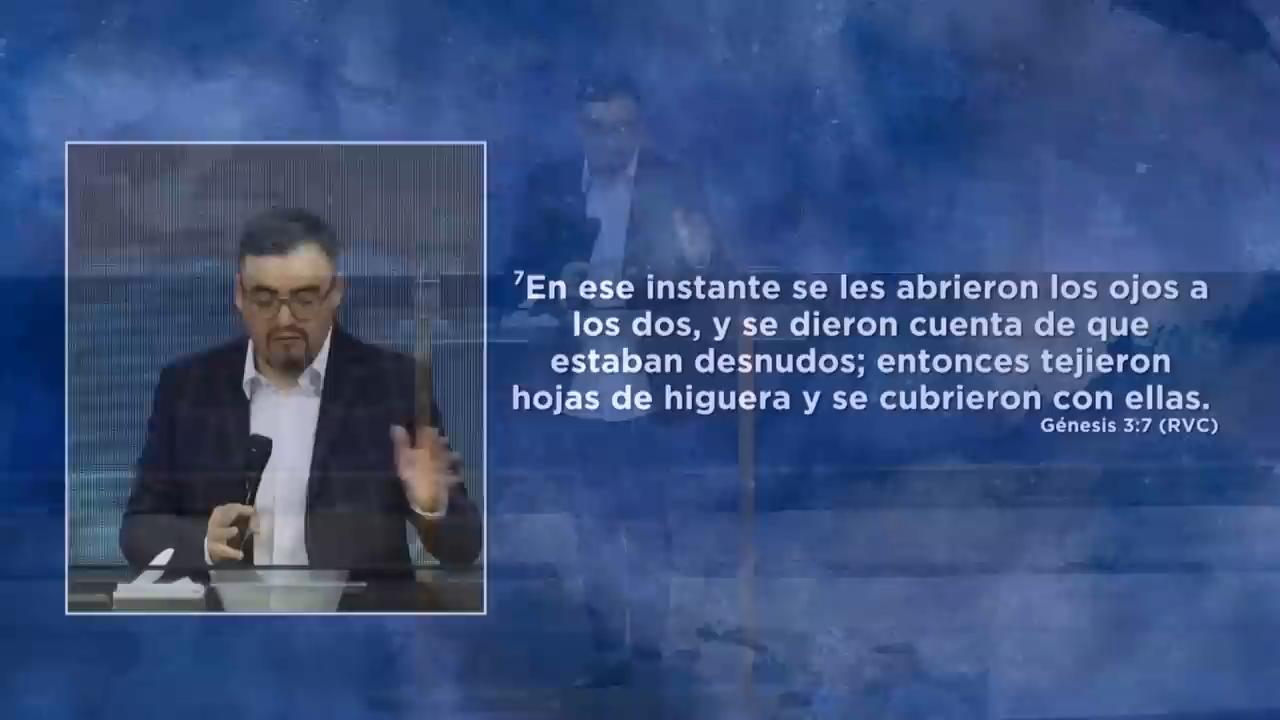 ⁷En ese instante se les abrieron los ojos a
los dos, y se dieron cuenta de que
estaban desnudos; entonces tejieron
hojas de higuera y se cubrieron con ellas.
Génesis 3:7 (RVC)